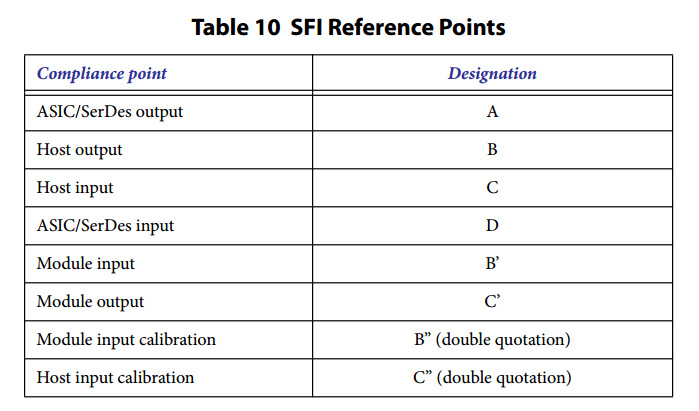 Table 10 SFI Reference Points
Compliance point Designation
ASIC/SerDes output A
Host output B
Host input C
ASIC/SerDes input D
Module input B’
Module output C’
Module input calibration B” (double quotation)
Host input calibration C” (double quotation)